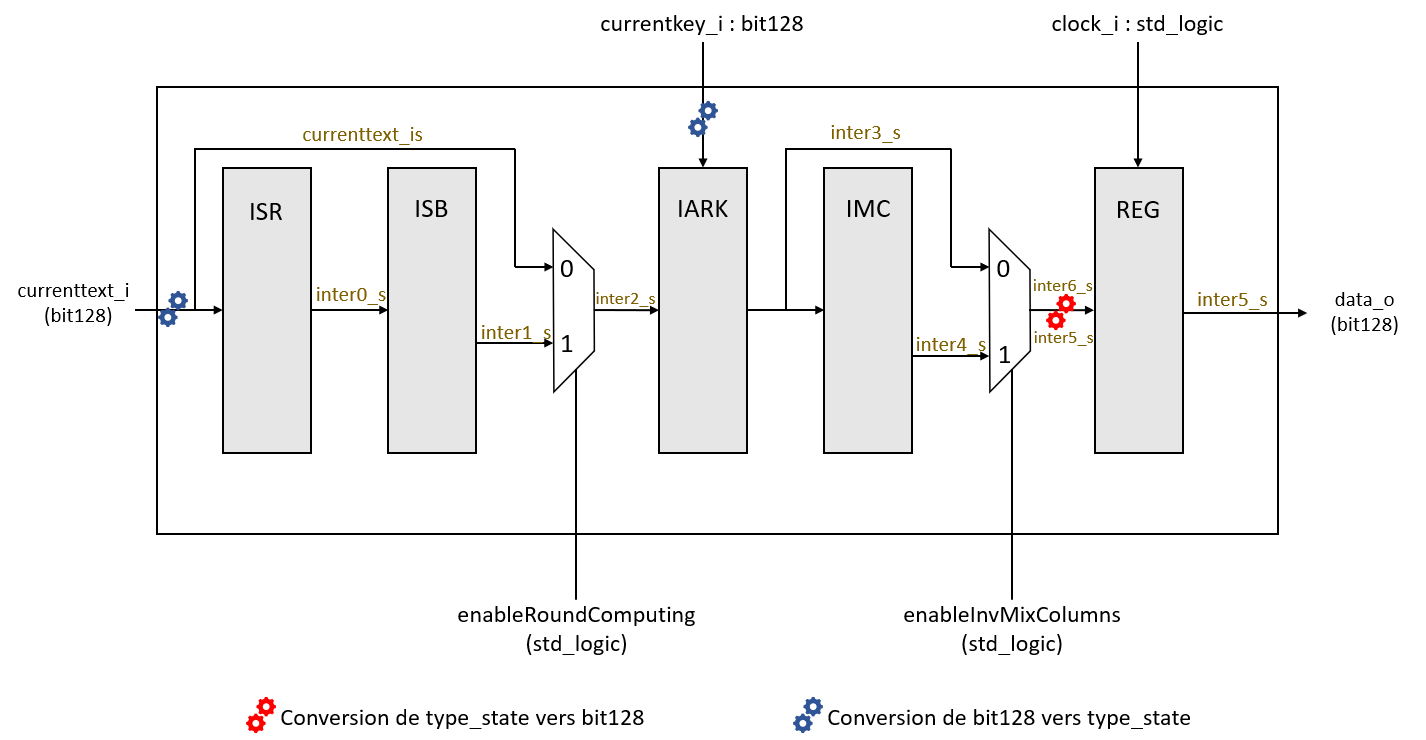 currentkey_i : bit128
clock_i : std_logic
currenttext_is
inter3_s
ISR
ISB
IARK
IMC
REG
currenttext_i
(bit128)
inter0_s
inter1_s
0
1
inter2_s
inter4_s
0
1
inter6_s
inter5_s
inter5_s
data_o
(bit128)
enableRoundComputing
(std_logic)
enableInvMixColumns
(std_logic)
Conversion de type_state vers bit128
Conversion de bit128 vers type_state